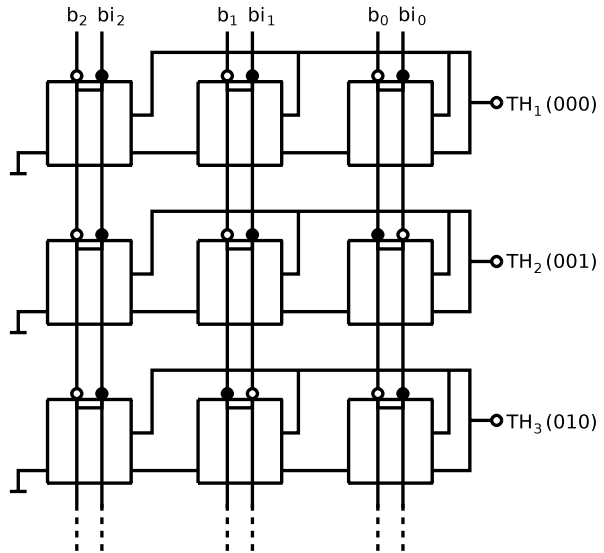 b₂ bi₂ b₁ bi₁ b₀ bi₀
TH₁(000)
TH₂(001)
TH₃(010)